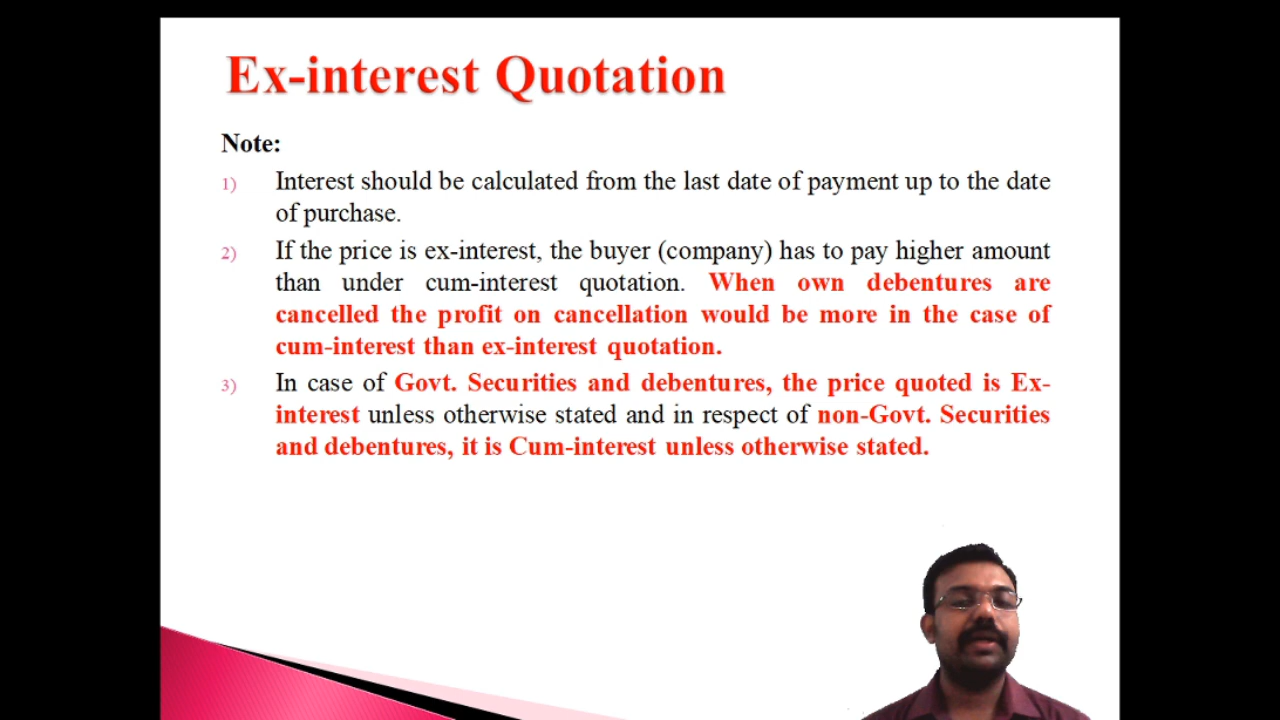 Ex-interest Quotation
Note:
1) Interest should be calculated from the last date of payment up to the date
of purchase.
2) If the price is ex-interest, the buyer (company) has to pay higher amount
than under cum-interest quotation. When own debentures are
cancelled the profit on cancellation would be more in the case of
cum-interest than ex-interest quotation.
3) In case of Govt. Securities and debentures, the price quoted is Ex-
interest unless otherwise stated and in respect of non-Govt. Securities
and debentures, it is Cum-interest unless otherwise stated.